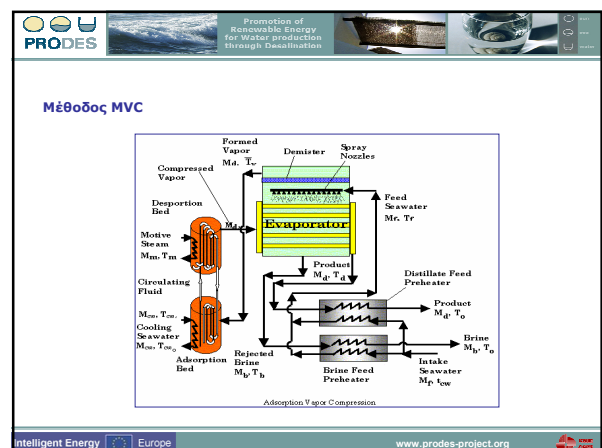 PRODES
Promotion of
Renewable Energy
for Water production
through Desalination
Μέθοδος MVC
Formed
Vapor
Md, Tv
Demister
Spray
Nozzles
Compressed
Vapor
Desportion
Bed
Feed
Seawater
Mf, Tf
Evaporator
Motive
Steam
Mm, Tm
Product
Md, Td
Distillate Feed
Preheater
Circulating
Fluid
Product
Md, To
Cooling
Seawater
Adsorption
Bed
Rejected
Brine
Mb, Tb
Brine Feed
Preheater
Brine
Mb, To
Intake
Seawater
Mf, tcw
Adsorption Vapor Compression
Intelligent Energy
Europe
www.prodes-project.org